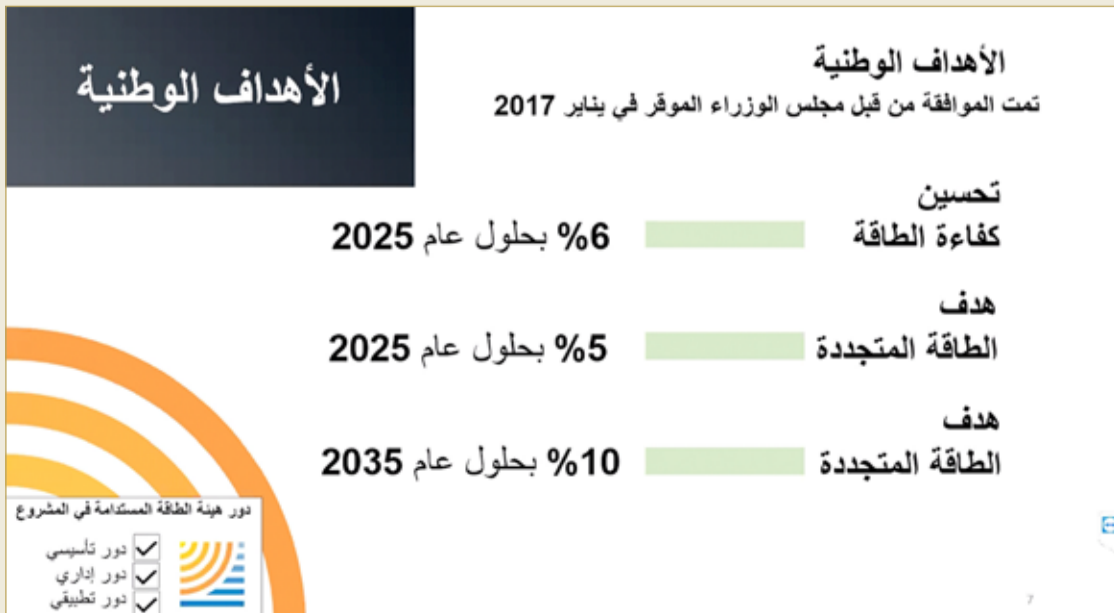 الأهداف الوطنية
الأهداف الوطنية
تمت الموافقة من قبل مجلس الوزراء الموقر في يناير 2017
تحسين
كفاءة الطاقة %6 بحلول عام 2025
هدف
الطاقة المتجددة %5 بحلول عام 2025
هدف
الطاقة المتجددة %10 بحلول عام 2035
دور هيئة الطاقة المستدامة في المشروع
دور تأسيسي
دور إداري
دور تطبيقي
7